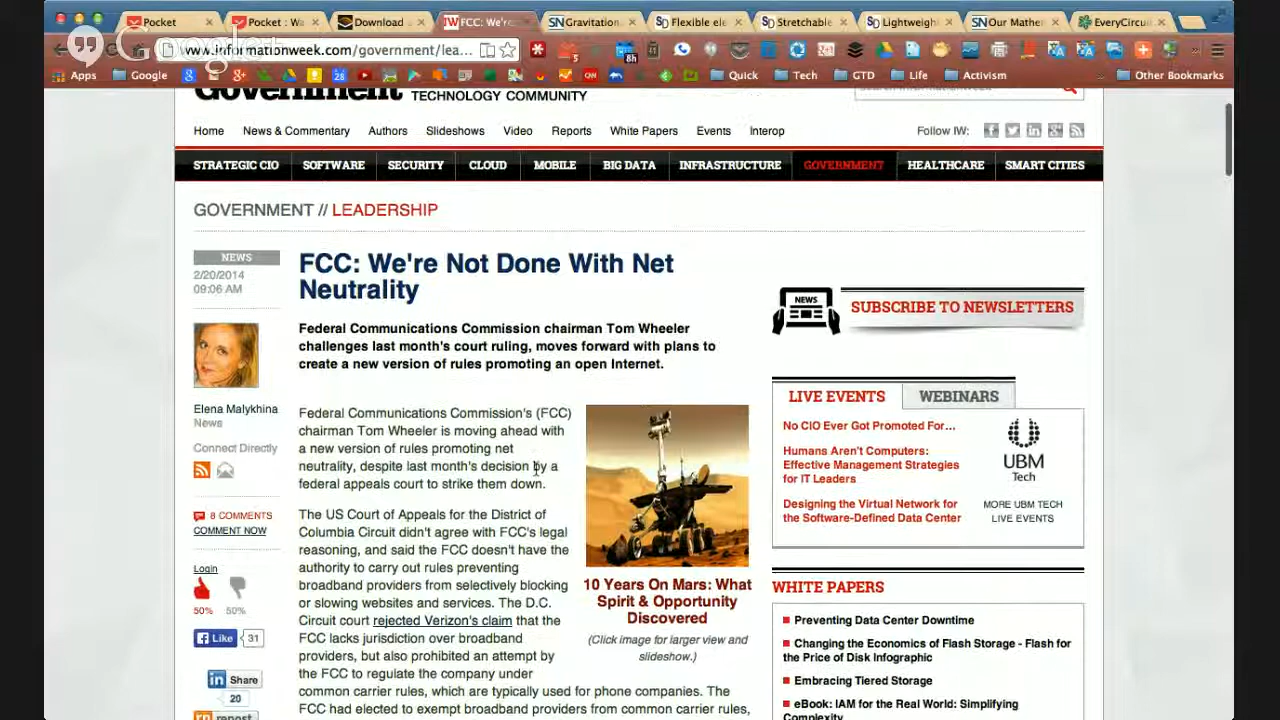 Pocket
Pocket : Wa
Download
FCC: We're
Gravitation
Flexible ele
Stretchable
Lightweigh
Our Mathem
EveryCircui
Google+
www.informationweek.com/government/lea...
Apps
Google
Quick
Tech
GTD
Life
Activism
Other Bookmarks
Government TECHNOLOGY COMMUNITY
Home News & Commentary Authors Slideshows Video Reports White Papers Events Interop
Follow IW:
STRATEGIC CIO SOFTWARE SECURITY CLOUD MOBILE BIG DATA INFRASTRUCTURE GOVERNMENT HEALTHCARE SMART CITIES
GOVERNMENT // LEADERSHIP
NEWS
2/20/2014
09:06 AM
Elena Malykhina
News
Connect Directly
8 COMMENTS
COMMENT NOW
Login
50% 50%
Like 31
Share
20
repost
FCC: We're Not Done With Net
Neutrality
Federal Communications Commission chairman Tom Wheeler
challenges last month's court ruling, moves forward with plans to
create a new version of rules promoting an open Internet.
Federal Communications Commission's (FCC)
chairman Tom Wheeler is moving ahead with
a new version of rules promoting net
neutrality, despite last month's decision by a
federal appeals court to strike them down.
The US Court of Appeals for the District of
Columbia Circuit didn't agree with FCC's legal
reasoning, and said the FCC doesn't have the
authority to carry out rules preventing
broadband providers from selectively blocking
or slowing websites and services. The D.C.
Circuit court rejected Verizon's claim that the
FCC lacks jurisdiction over broadband
providers, but also prohibited an attempt by
the FCC to regulate the company under
common carrier rules, which are typically used for phone companies. The
FCC had elected to exempt broadband providers from common carrier rules,
10 Years On Mars: What
Spirit & Opportunity
Discovered
(Click image for larger view and
slideshow.)
NEWS
SUBSCRIBE TO NEWSLETTERS
LIVE EVENTS WEBINARS
No CIO Ever Got Promoted For...
Humans Aren't Computers:
Effective Management Strategies
for IT Leaders
Designing the Virtual Network for
the Software-Defined Data Center
UBM
Tech
MORE UBM TECH
LIVE EVENTS
WHITE PAPERS
Preventing Data Center Downtime
Changing the Economics of Flash Storage - Flash for
the Price of Disk Infographic
Embracing Tiered Storage
eBook: IAM for the Real World: Simplifying
Complexity